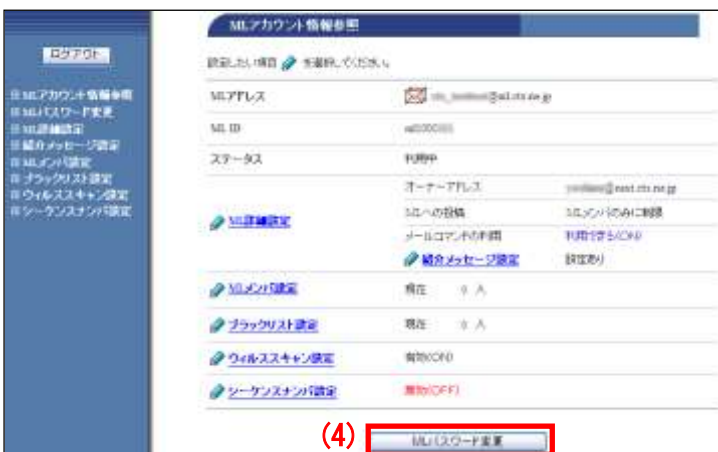 MLアカウント情報参照
ログアウト
設定したい項目 を選択してください。
MLアカウント情報参照
MLパスワード変更
ML詳細設定
紹介メッセージ設定
MLメンバ設定
ブラックリスト設定
ウィルススキャン設定
シーケンスナンバ設定
MLアドレス
ML ID
ステータス 利用中
ML詳細設定
オーナーアドレス
MLへの投稿 MLメンバのみに制限
メールコマンドの利用 利用できる(ON)
紹介メッセージ設定 設定あり
MLメンバ設定 現在 0 人
ブラックリスト設定 現在 0 人
ウィルススキャン設定 有効(ON)
シーケンスナンバ設定 無効(OFF)
(4) MLパスワード変更